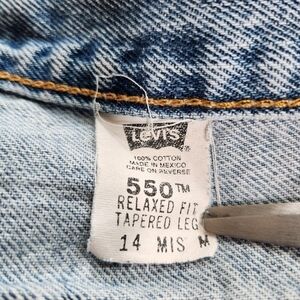 LEVI'S ®
100% COTTON
MADE IN MEXICO
CARE ON REVERSE
550™
RELAXED FIT
TAPERED LEG
14 MIS M